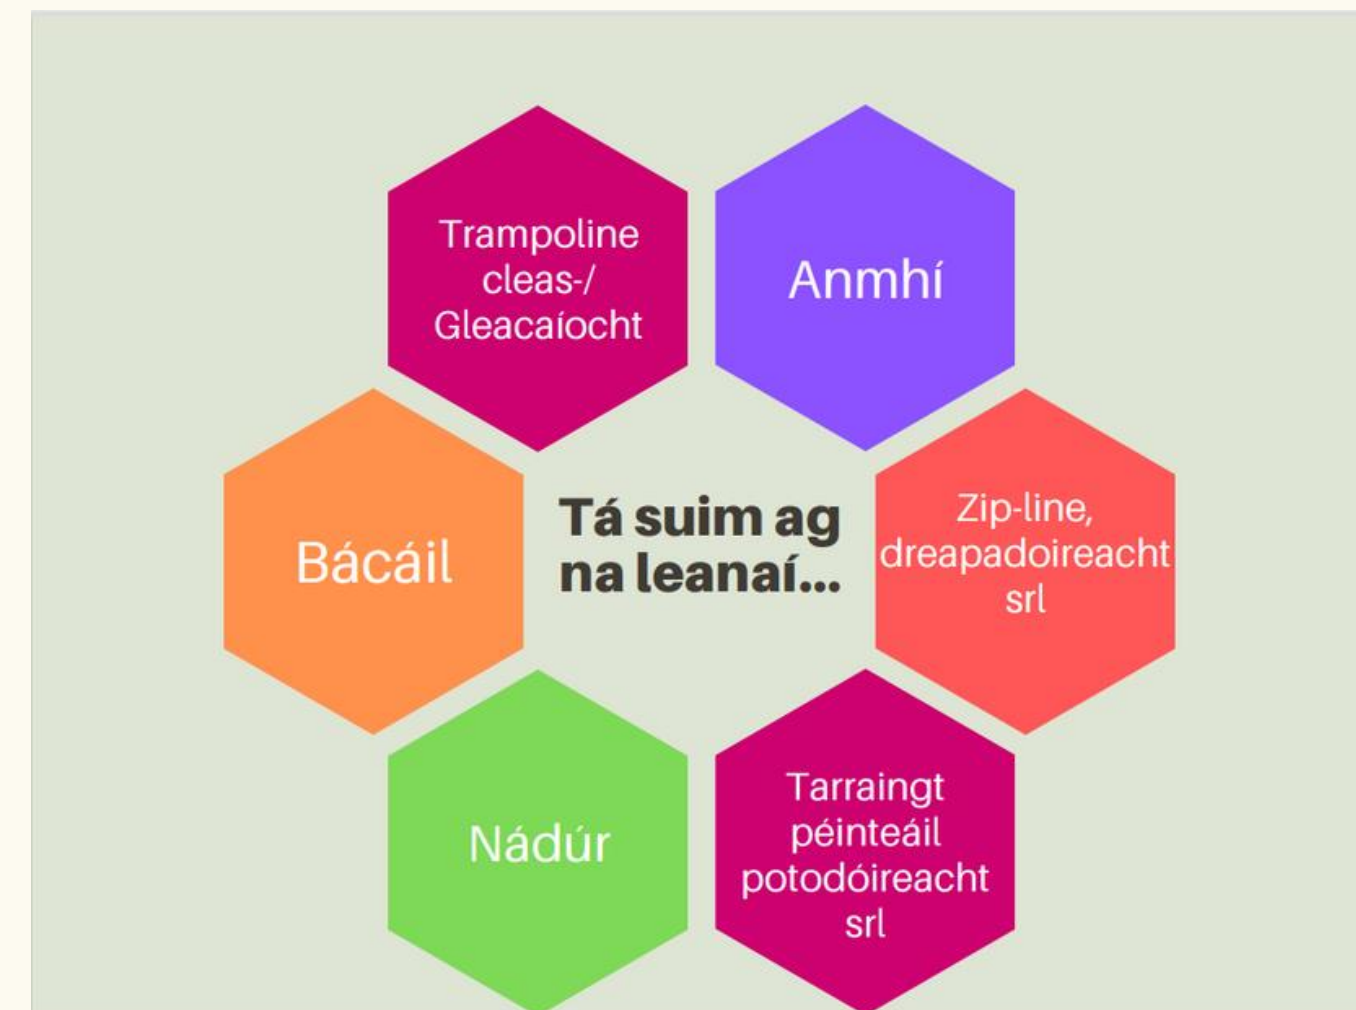 Trampoline
cleas-/
Gleacaíocht
Anmhí
Tá suim ag
na leanaí...
Bácáil
Zip-line,
dreapadoireacht
srl
Nádúr
Tarraingt
péinteáil
potodóireacht
srl